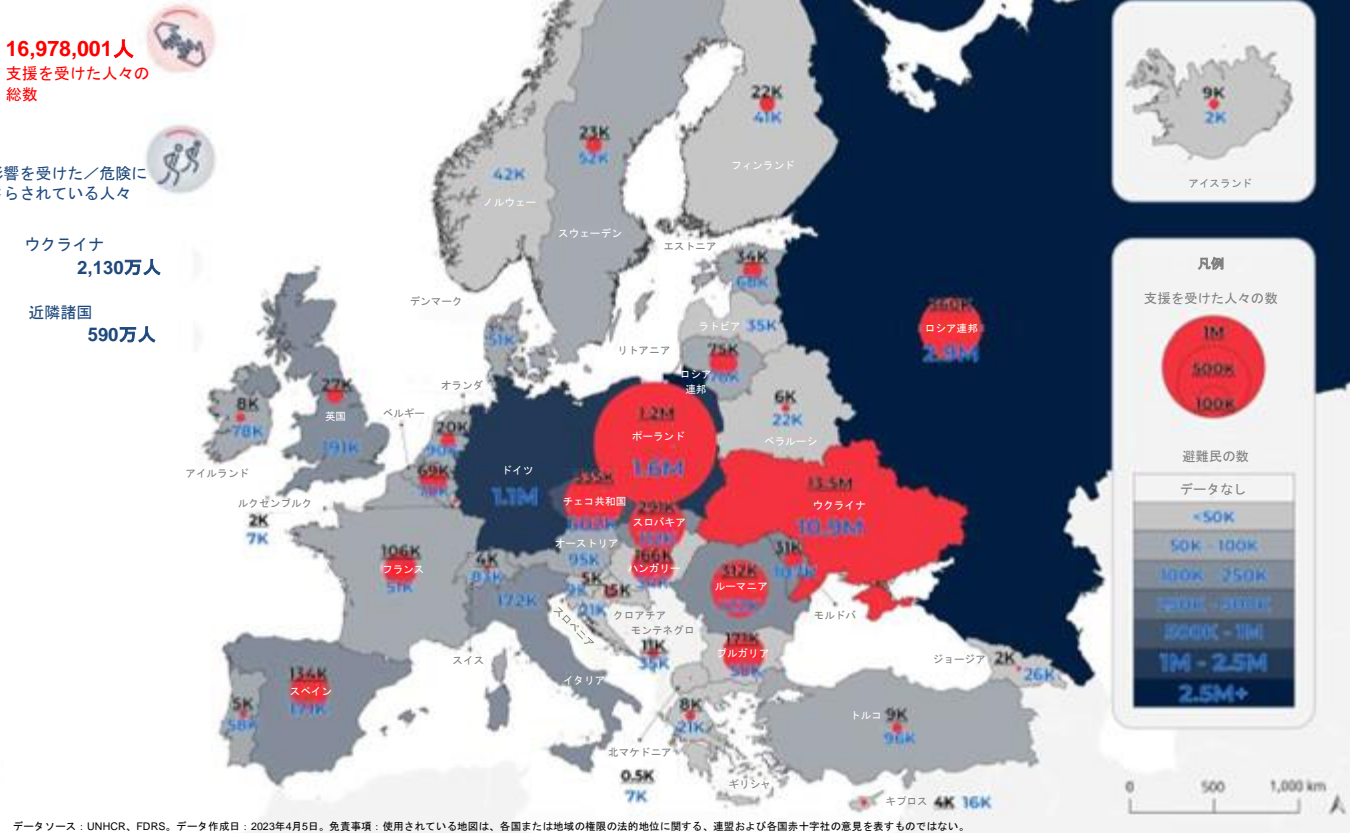 16,978,001人
支援を受けた人々の
総数
影響を受けた／危険に
さらされている人々
ウクライナ
2,130万人
近隣諸国
590万人
22K
41K
フィンランド
23K
52K
スウェーデン
42K
ノルウェー
9K
2K
アイスランド
エストニア
34K
68K
デンマーク
51K
ラトビア 35K
リトアニア
75K
76K
ロシア
連邦
360K
ロシア連邦
2.9M
凡例
支援を受けた人々の数
1M
500K
100K
避難民の数
データなし
<50K
50K - 100K
100K - 250K
250K - 500K
500K - 1M
1M - 2.5M
2.5M+
27K
英国
191K
8K
78K
アイルランド
オランダ
20K
90K
ベルギー
69K
ルクセンブルク
2K
7K
ドイツ
1.1M
1.2M
ポーランド
1.6M
6K
22K
ベラルーシ
335K
チェコ共和国
291K
スロバキア
13.5M
ウクライナ
10.9M
オーストリア
95K
166K
ハンガリー
31K
モルドバ
312K
ルーマニア
106K
フランス
51K
4K
81K
スイス
172K
イタリア
5K
9K
スロベニア
15K
21K
クロアチア
モンテネグロ
11K
35K
171K
ブルガリア
ジョージア 2K
26K
134K
スペイン
171K
5K
58K
8K
21K
北マケドニア
0.5K
7K
ギリシャ
トルコ 9K
96K
キプロス 4K 16K
0 500 1,000 km
データソース：UNHCR、FDRS。データ作成日：2023年4月5日。免責事項：使用されている地図は、各国または地域の権限の法的地位に関する、連盟および各国赤十字社の意見を表すものではない。